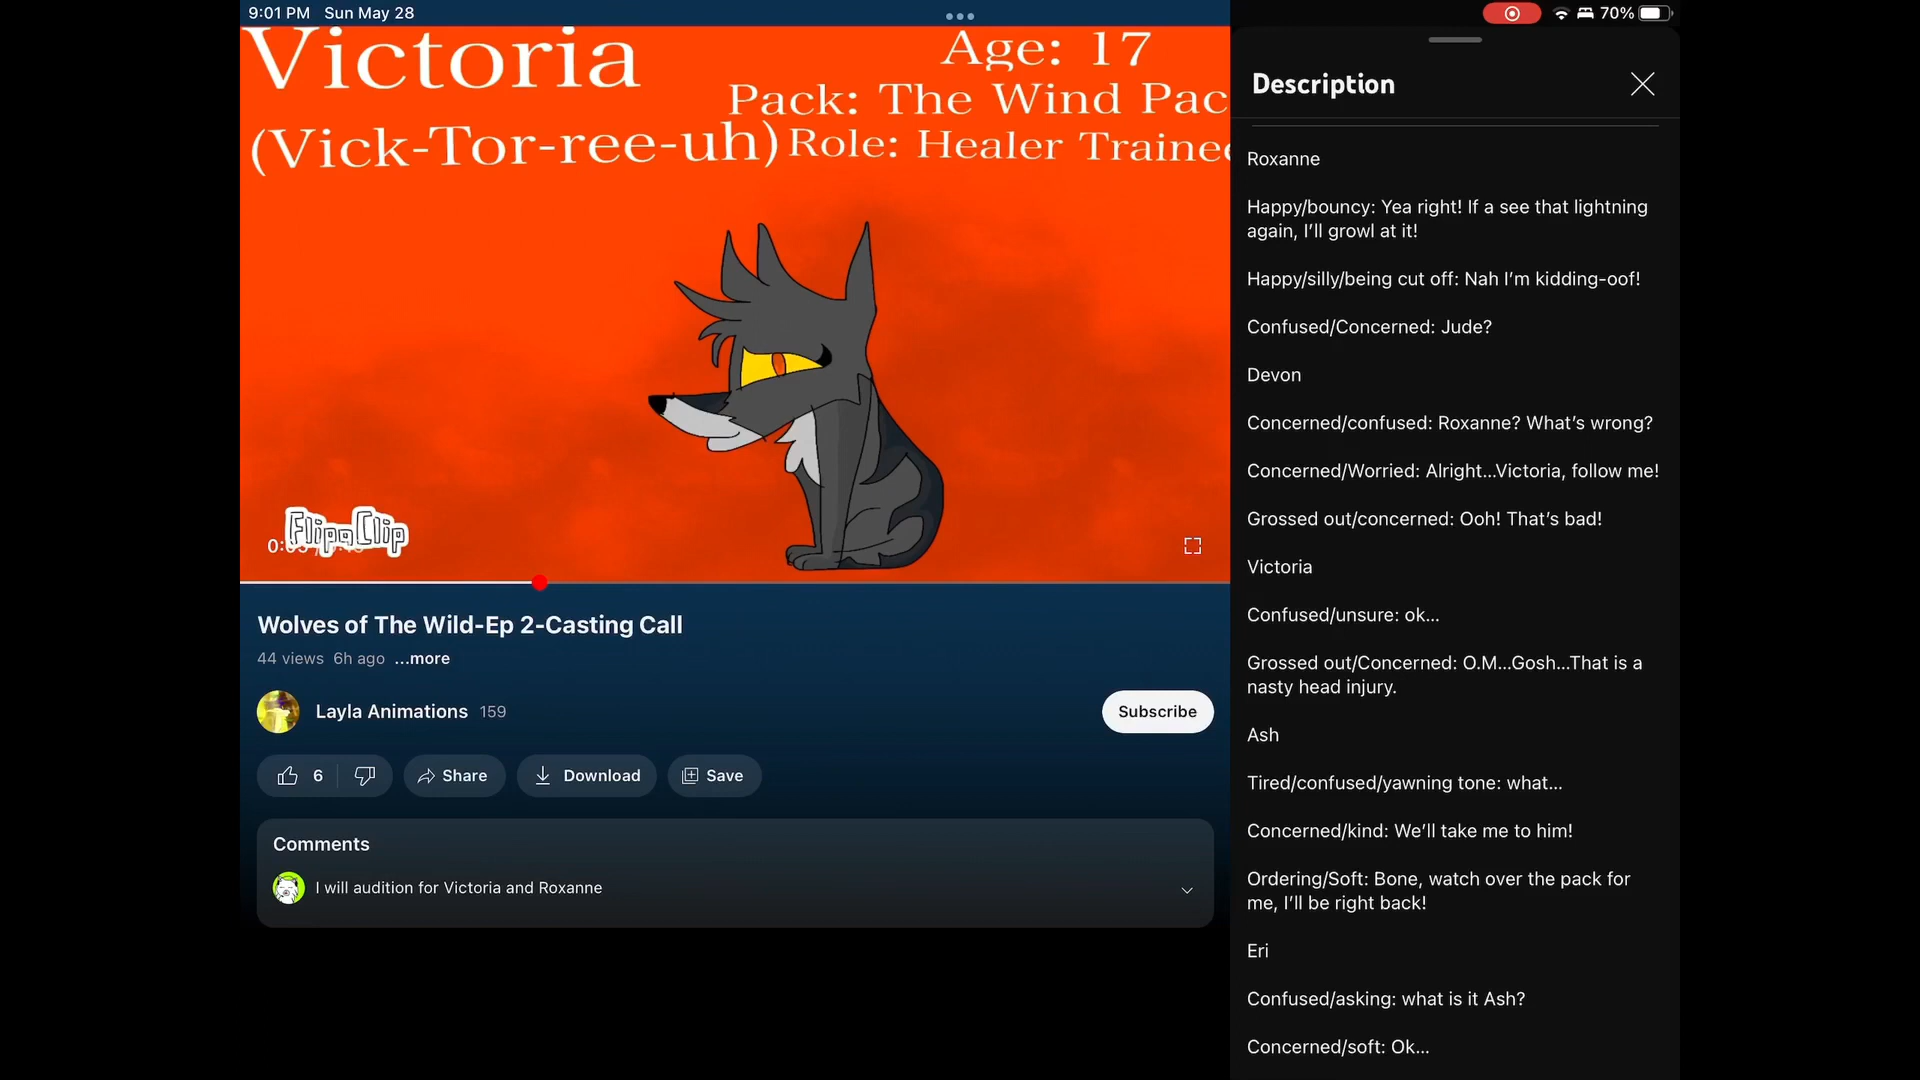 9:01 PM Sun May 28
70%
Victoria
Age: 17
Pack: The Wind Pac
(Vick-Tor-ree-uh)
Role: Healer Trainee
FlipaClip
Wolves of The Wild-Ep 2-Casting Call
44 views 6h ago ...more
Layla Animations 159
Subscribe
6
Share
Download
Save
Comments
I will audition for Victoria and Roxanne
Description
Roxanne
Happy/bouncy: Yea right! If a see that lightning
again, I’ll growl at it!
Happy/silly/being cut off: Nah I’m kidding-oof!
Confused/Concerned: Jude?
Devon
Concerned/confused: Roxanne? What’s wrong?
Concerned/Worried: Alright...Victoria, follow me!
Grossed out/concerned: Ooh! That’s bad!
Victoria
Confused/unsure: ok...
Grossed out/Concerned: O.M...Gosh...That is a
nasty head injury.
Ash
Tired/confused/yawning tone: what...
Concerned/kind: We’ll take me to him!
Ordering/Soft: Bone, watch over the pack for
me, I’ll be right back!
Eri
Confused/asking: what is it Ash?
Concerned/soft: Ok...